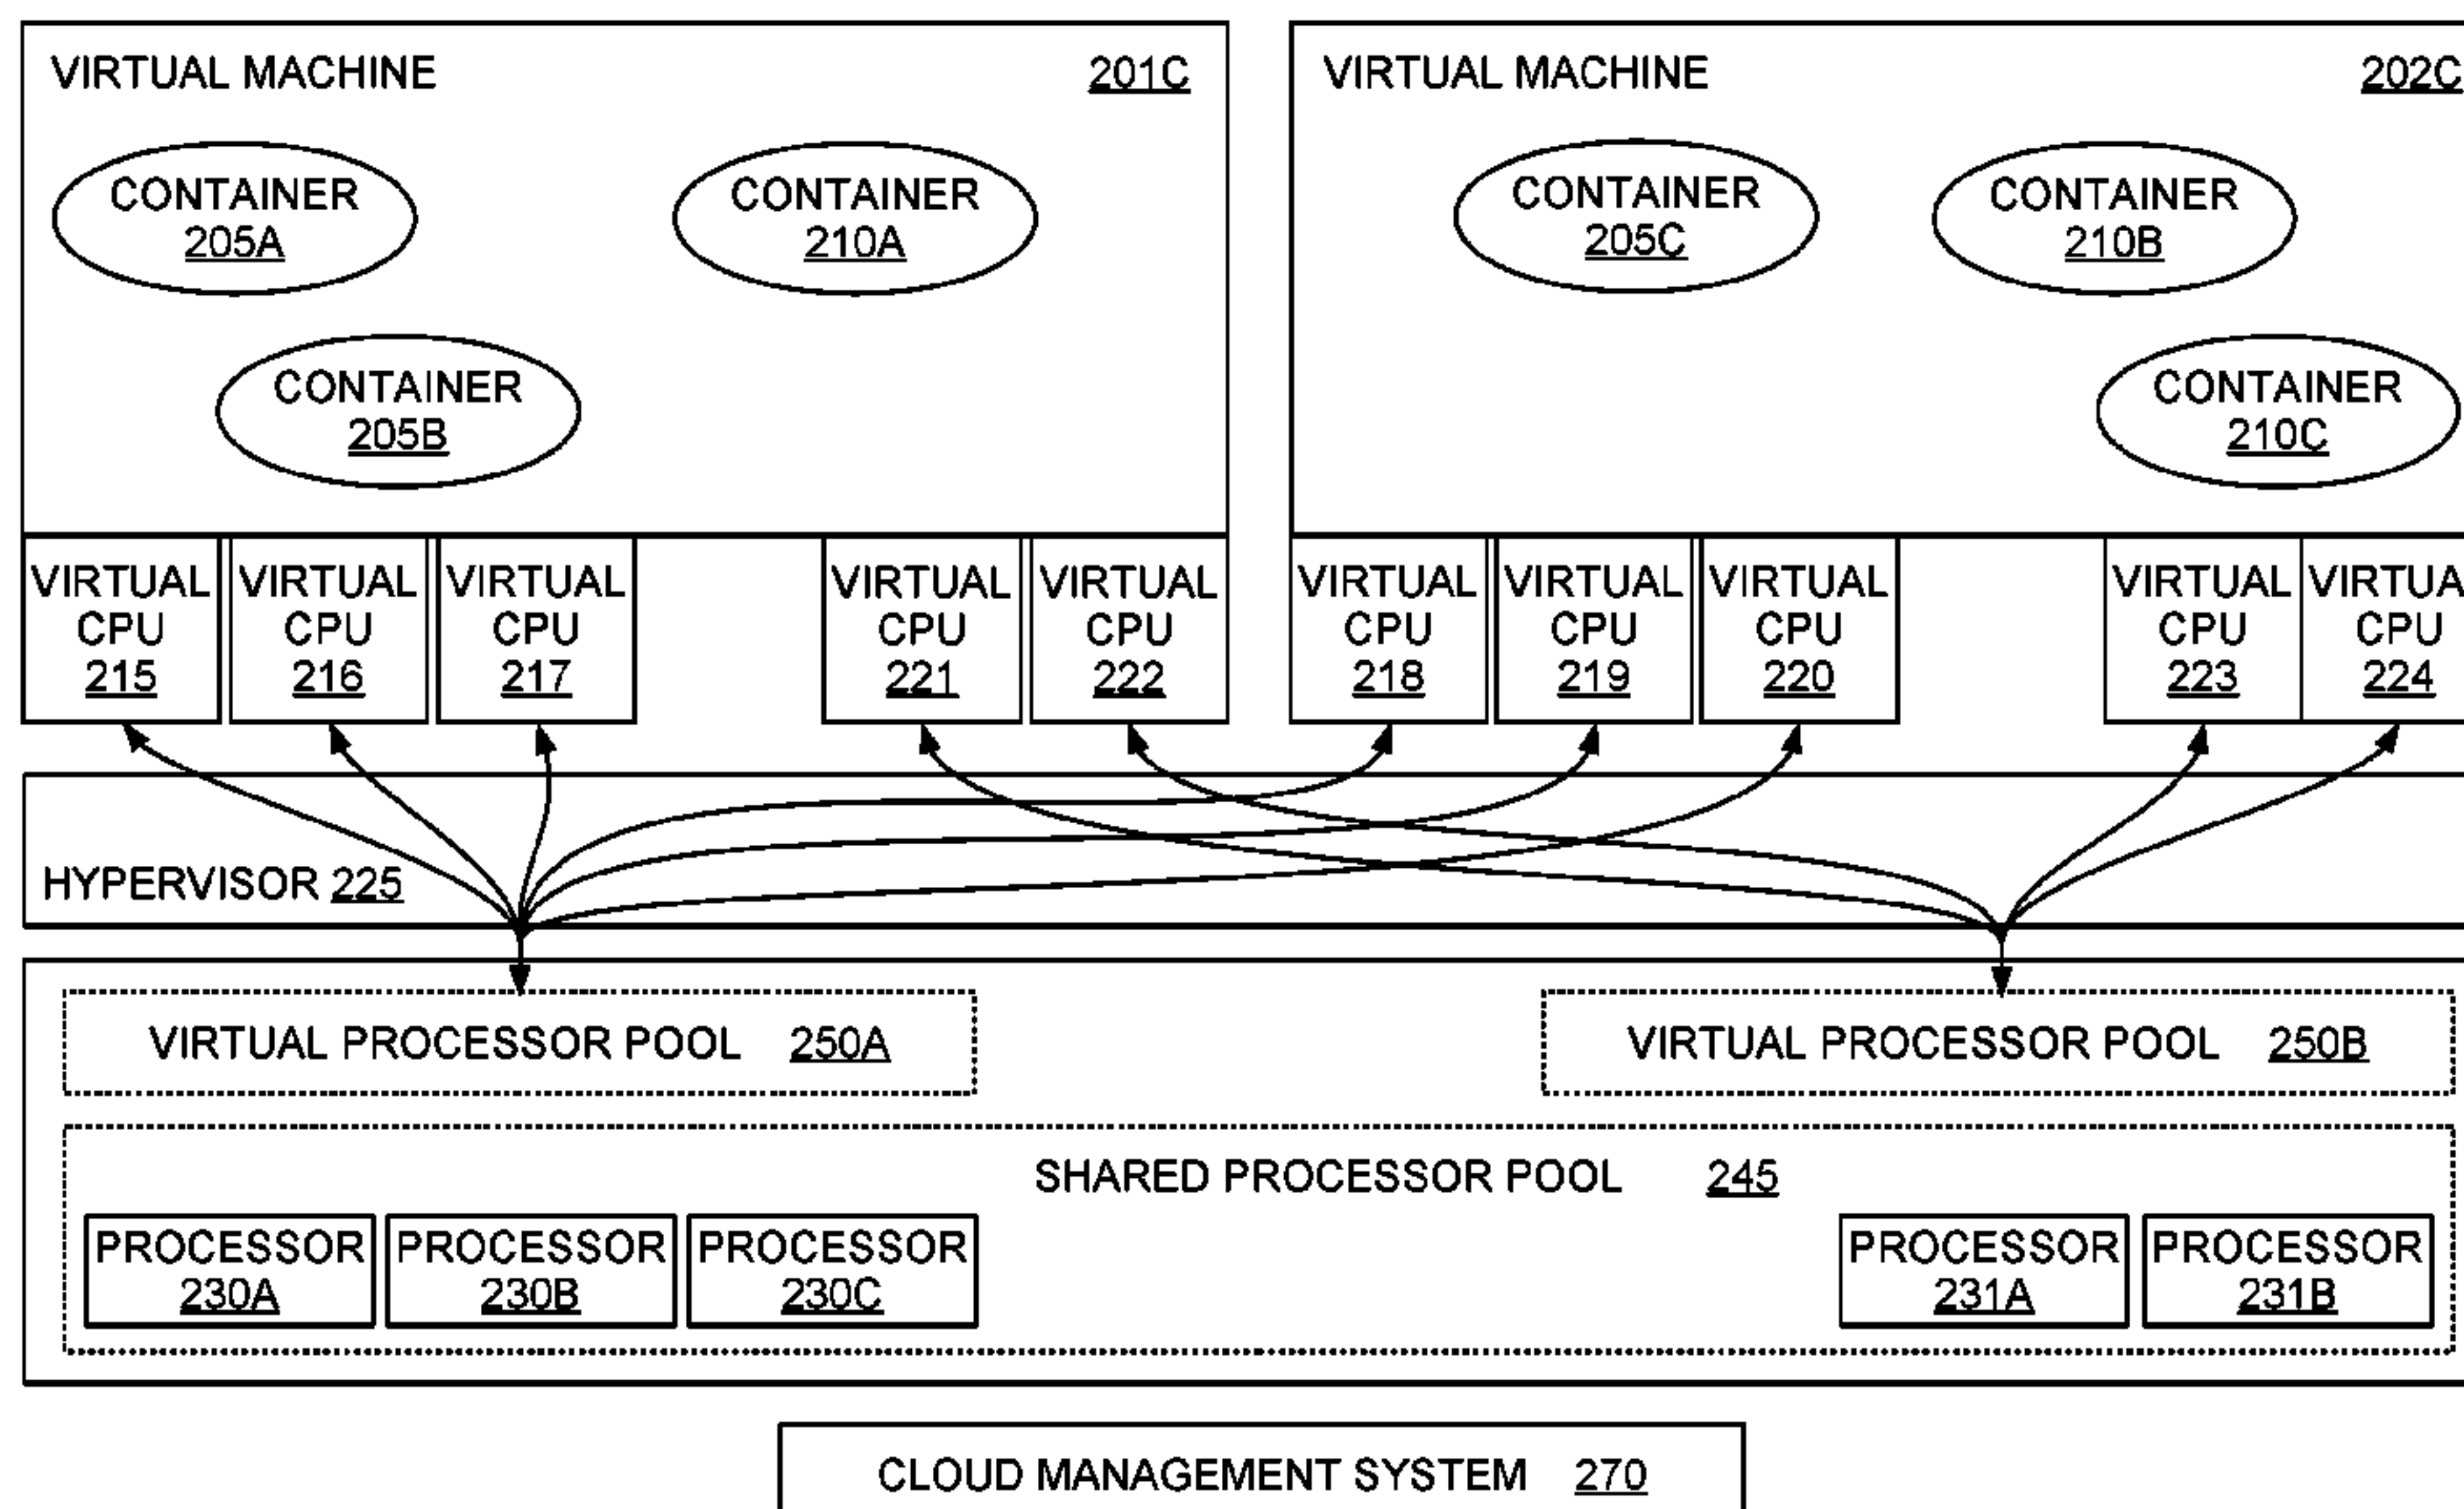 VIRTUAL MACHINE 201C
VIRTUAL MACHINE 202C
CONTAINER
205A
CONTAINER
210A
CONTAINER
205B
CONTAINER
205C
CONTAINER
210B
CONTAINER
210C
VIRTUAL
CPU
215
VIRTUAL
CPU
216
VIRTUAL
CPU
217
VIRTUAL
CPU
221
VIRTUAL
CPU
222
VIRTUAL
CPU
218
VIRTUAL
CPU
219
VIRTUAL
CPU
220
VIRTUAL
CPU
223
VIRTUA
CPU
224
HYPERVISOR 225
VIRTUAL PROCESSOR POOL 250A
VIRTUAL PROCESSOR POOL 250B
SHARED PROCESSOR POOL 245
PROCESSOR
230A
PROCESSOR
230B
PROCESSOR
230C
PROCESSOR
231A
PROCESSOR
231B
CLOUD MANAGEMENT SYSTEM 270